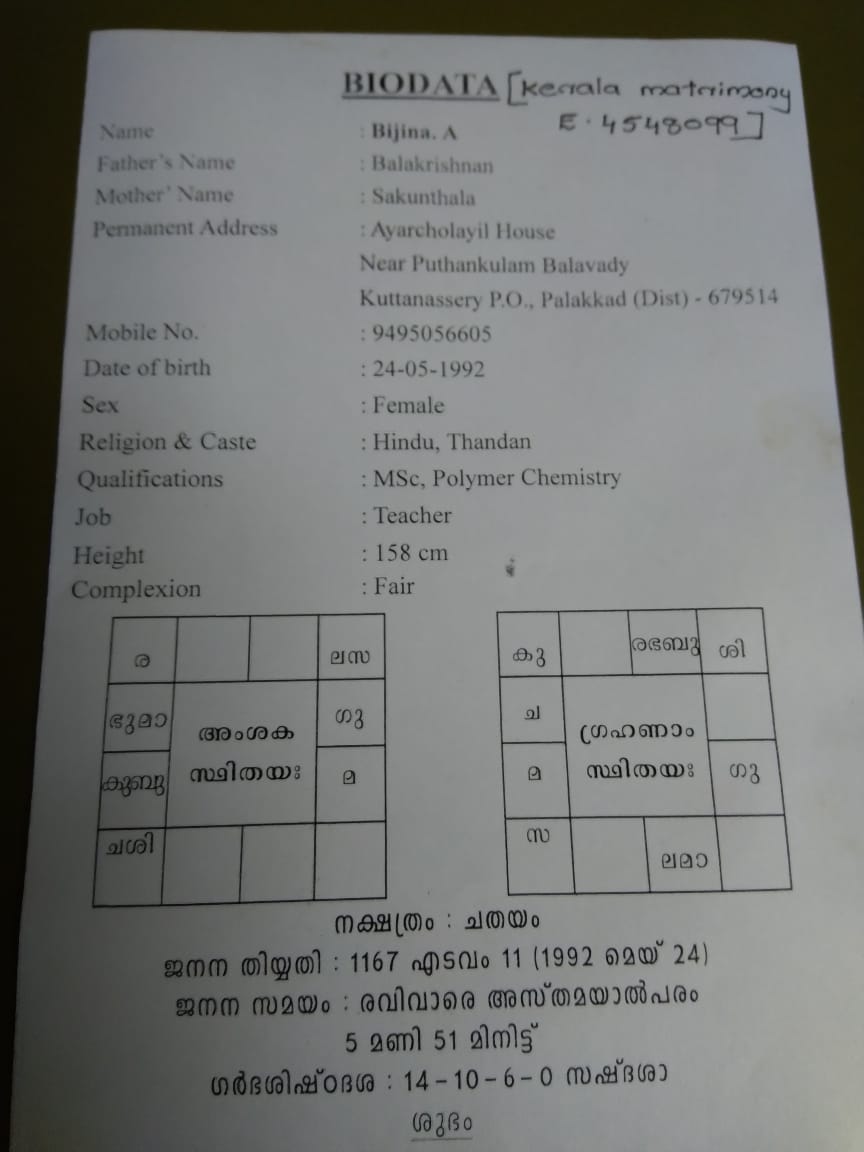 BIODATA [kerala matrimony
E. 4548099]
Name : Bijina. A
Father's Name : Balakrishnan
Mother' Name : Sakunthala
Permanent Address : Ayarcholayil House
Near Puthankulam Balavady
Kuttanassery P.O., Palakkad (Dist) - 679514
Mobile No. : 9495056605
Date of birth : 24-05-1992
Sex : Female
Religion & Caste : Hindu, Thandan
Qualifications : MSc, Polymer Chemistry
Job : Teacher
Height : 158 cm
Complexion : Fair
ര ലസ
ഭുമാ ഗു
അംശക
സ്ഥിതയഃ
കുബു മ
ചശി
കു രഭബു ശി
ച
ഗ്രഹണാം
സ്ഥിതയഃ
മ ഗു
സ ലമാ
നക്ഷത്രം : ചതയം
ജനന തിയ്യതി : 1167 എടവം 11 (1992 മെയ് 24)
ജനന സമയം : രവിവാരെ അസ്തമയാൽപരം
5 മണി 51 മിനിട്ട്
ഗർഭശിഷ്ഠദശ : 14-10-6-0 സഷ്ദശാ
ശുഭം